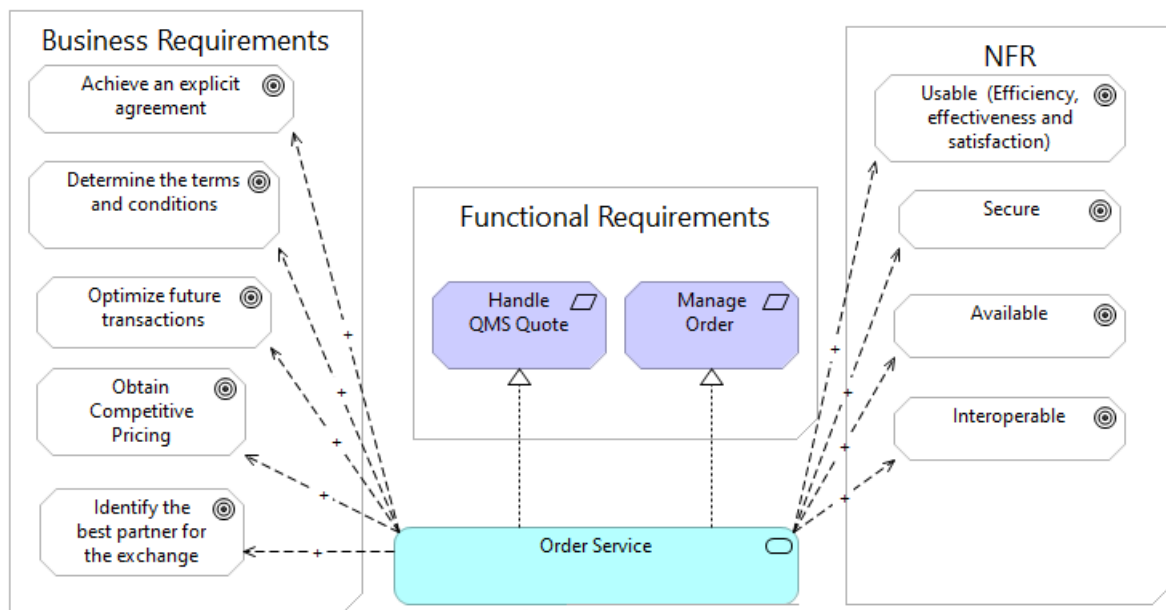 Business Requirements
Achieve an explicit
agreement
Determine the terms
and conditions
Optimize future
transactions
Obtain
Competitive
Pricing
Identify the
best partner for
the exchange
+
+
+
+
+
Functional Requirements
Handle
QMS Quote
Manage
Order
Order Service
NFR
Usable (Efficiency,
effectiveness and
satisfaction)
Secure
Available
Interoperable
+
+
+
+